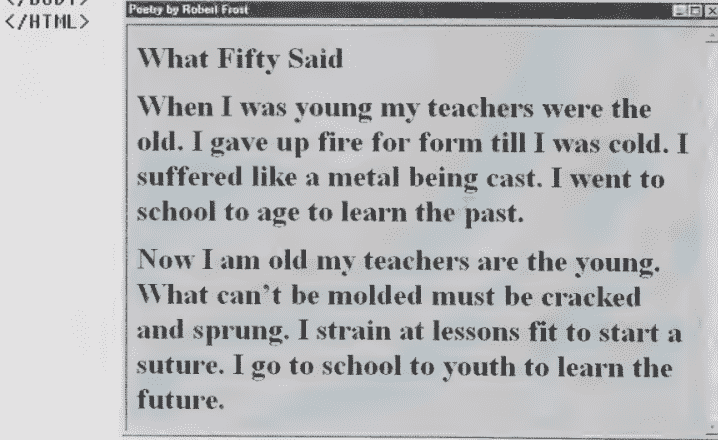 </BODY>
</HTML>
Poetry by Robert Frost
What Fifty Said
When I was young my teachers were the
old. I gave up fire for form till I was cold. I
suffered like a metal being cast. I went to
school to age to learn the past.
Now I am old my teachers are the young.
What can't be molded must be cracked
and sprung. I strain at lessons fit to start a
suture. I go to school to youth to learn the
future.